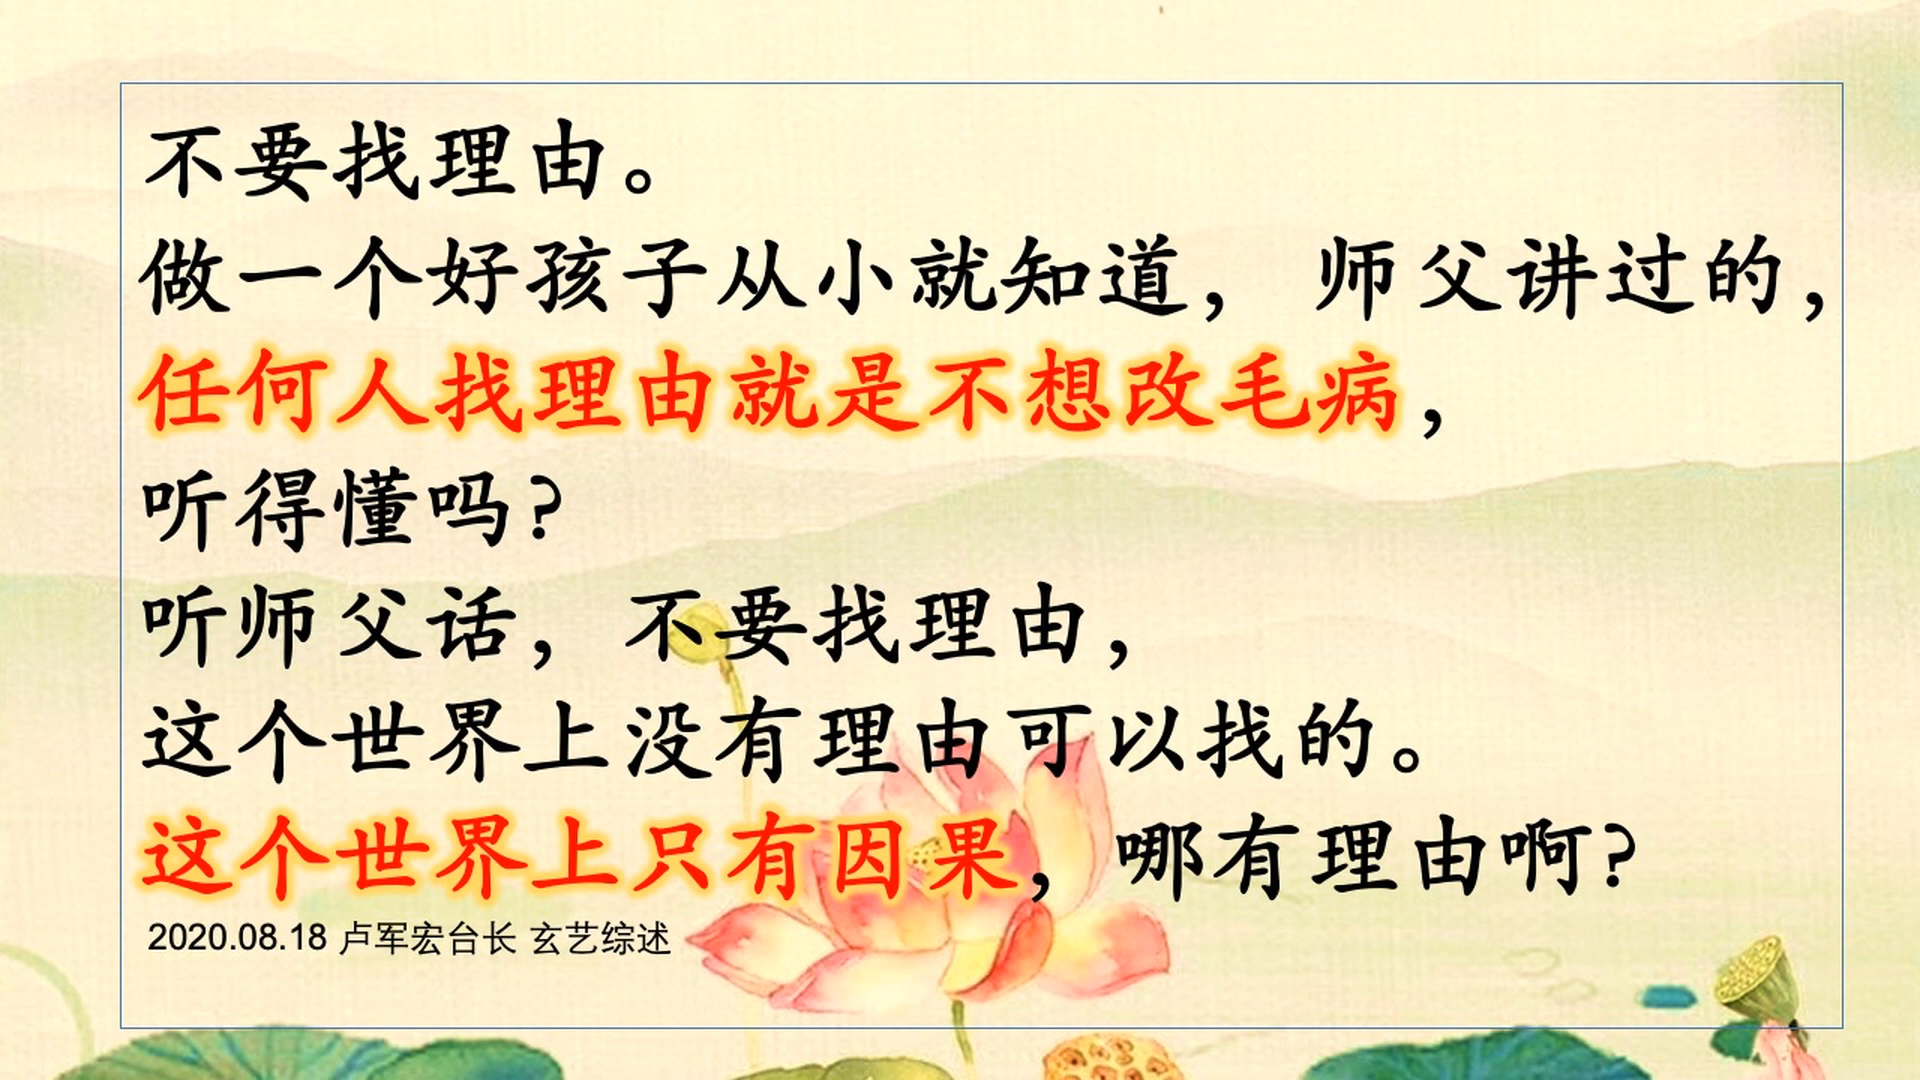 不要找理由。
做一个好孩子从小就知道，师父讲过的，
任何人找理由就是不想改毛病，
听得懂吗？
听师父话，不要找理由，
这个世界上没有理由可以找的。
这个世界上只有因果，哪有理由啊？
2020.08.18 卢军宏台长 玄艺综述